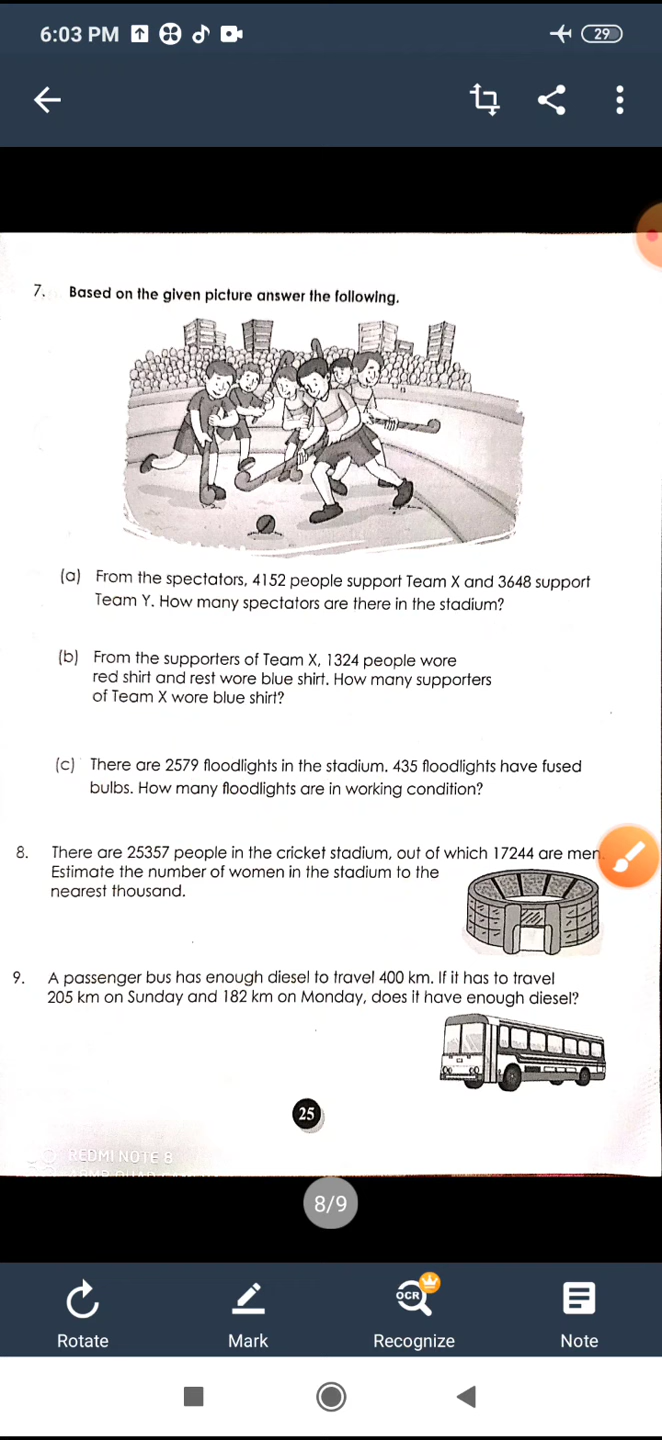 6:03 PM
29
7. Based on the given picture answer the following.
(a) From the spectators, 4152 people support Team X and 3648 support
Team Y. How many spectators are there in the stadium?
(b) From the supporters of Team X, 1324 people wore
red shirt and rest wore blue shirt. How many supporters
of Team X wore blue shirt?
(c) There are 2579 floodlights in the stadium. 435 floodlights have fused
bulbs. How many floodlights are in working condition?
8. There are 25357 people in the cricket stadium, out of which 17244 are men.
Estimate the number of women in the stadium to the
nearest thousand.
9. A passenger bus has enough diesel to travel 400 km. If it has to travel
205 km on Sunday and 182 km on Monday, does it have enough diesel?
25
REDMI NOTE 8
8/9
OCR
Rotate
Mark
Recognize
Note